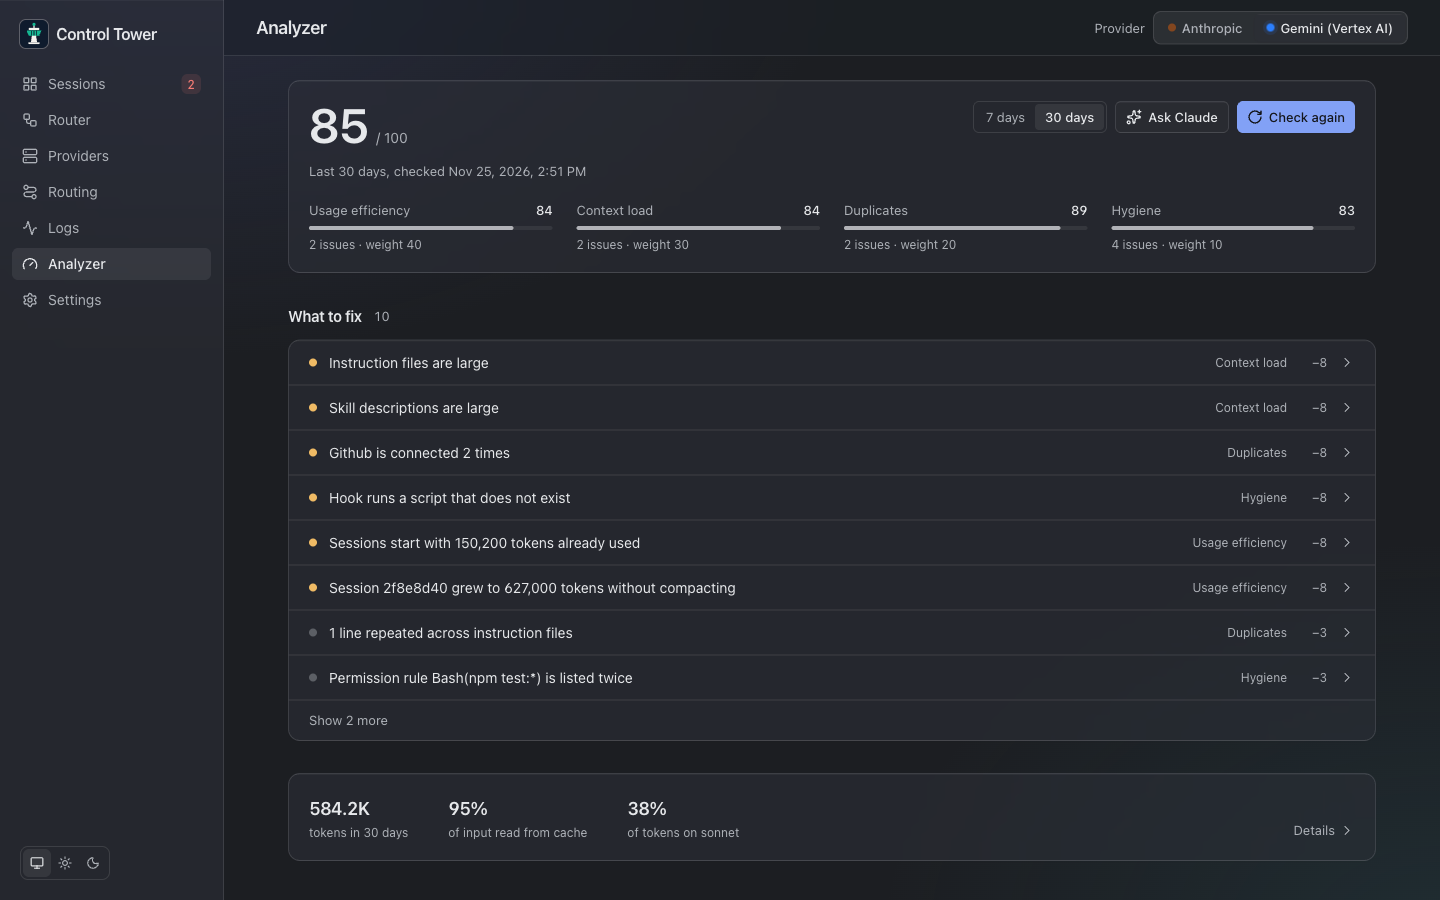 Control Tower
Sessions 2
Router
Providers
Routing
Logs
Analyzer
Settings
Analyzer
Provider Anthropic Gemini (Vertex AI)
85 / 100
7 days 30 days Ask Claude Check again
Last 30 days, checked Nov 25, 2026, 2:51 PM
Usage efficiency 84
2 issues · weight 40
Context load 84
2 issues · weight 30
Duplicates 89
2 issues · weight 20
Hygiene 83
4 issues · weight 10
What to fix 10
Instruction files are large Context load −8
Skill descriptions are large Context load −8
Github is connected 2 times Duplicates −8
Hook runs a script that does not exist Hygiene −8
Sessions start with 150,200 tokens already used Usage efficiency −8
Session 2f8e8d40 grew to 627,000 tokens without compacting Usage efficiency −8
1 line repeated across instruction files Duplicates −3
Permission rule Bash(npm test:*) is listed twice Hygiene −3
Show 2 more
584.2K
tokens in 30 days
95%
of input read from cache
38%
of tokens on sonnet
Details